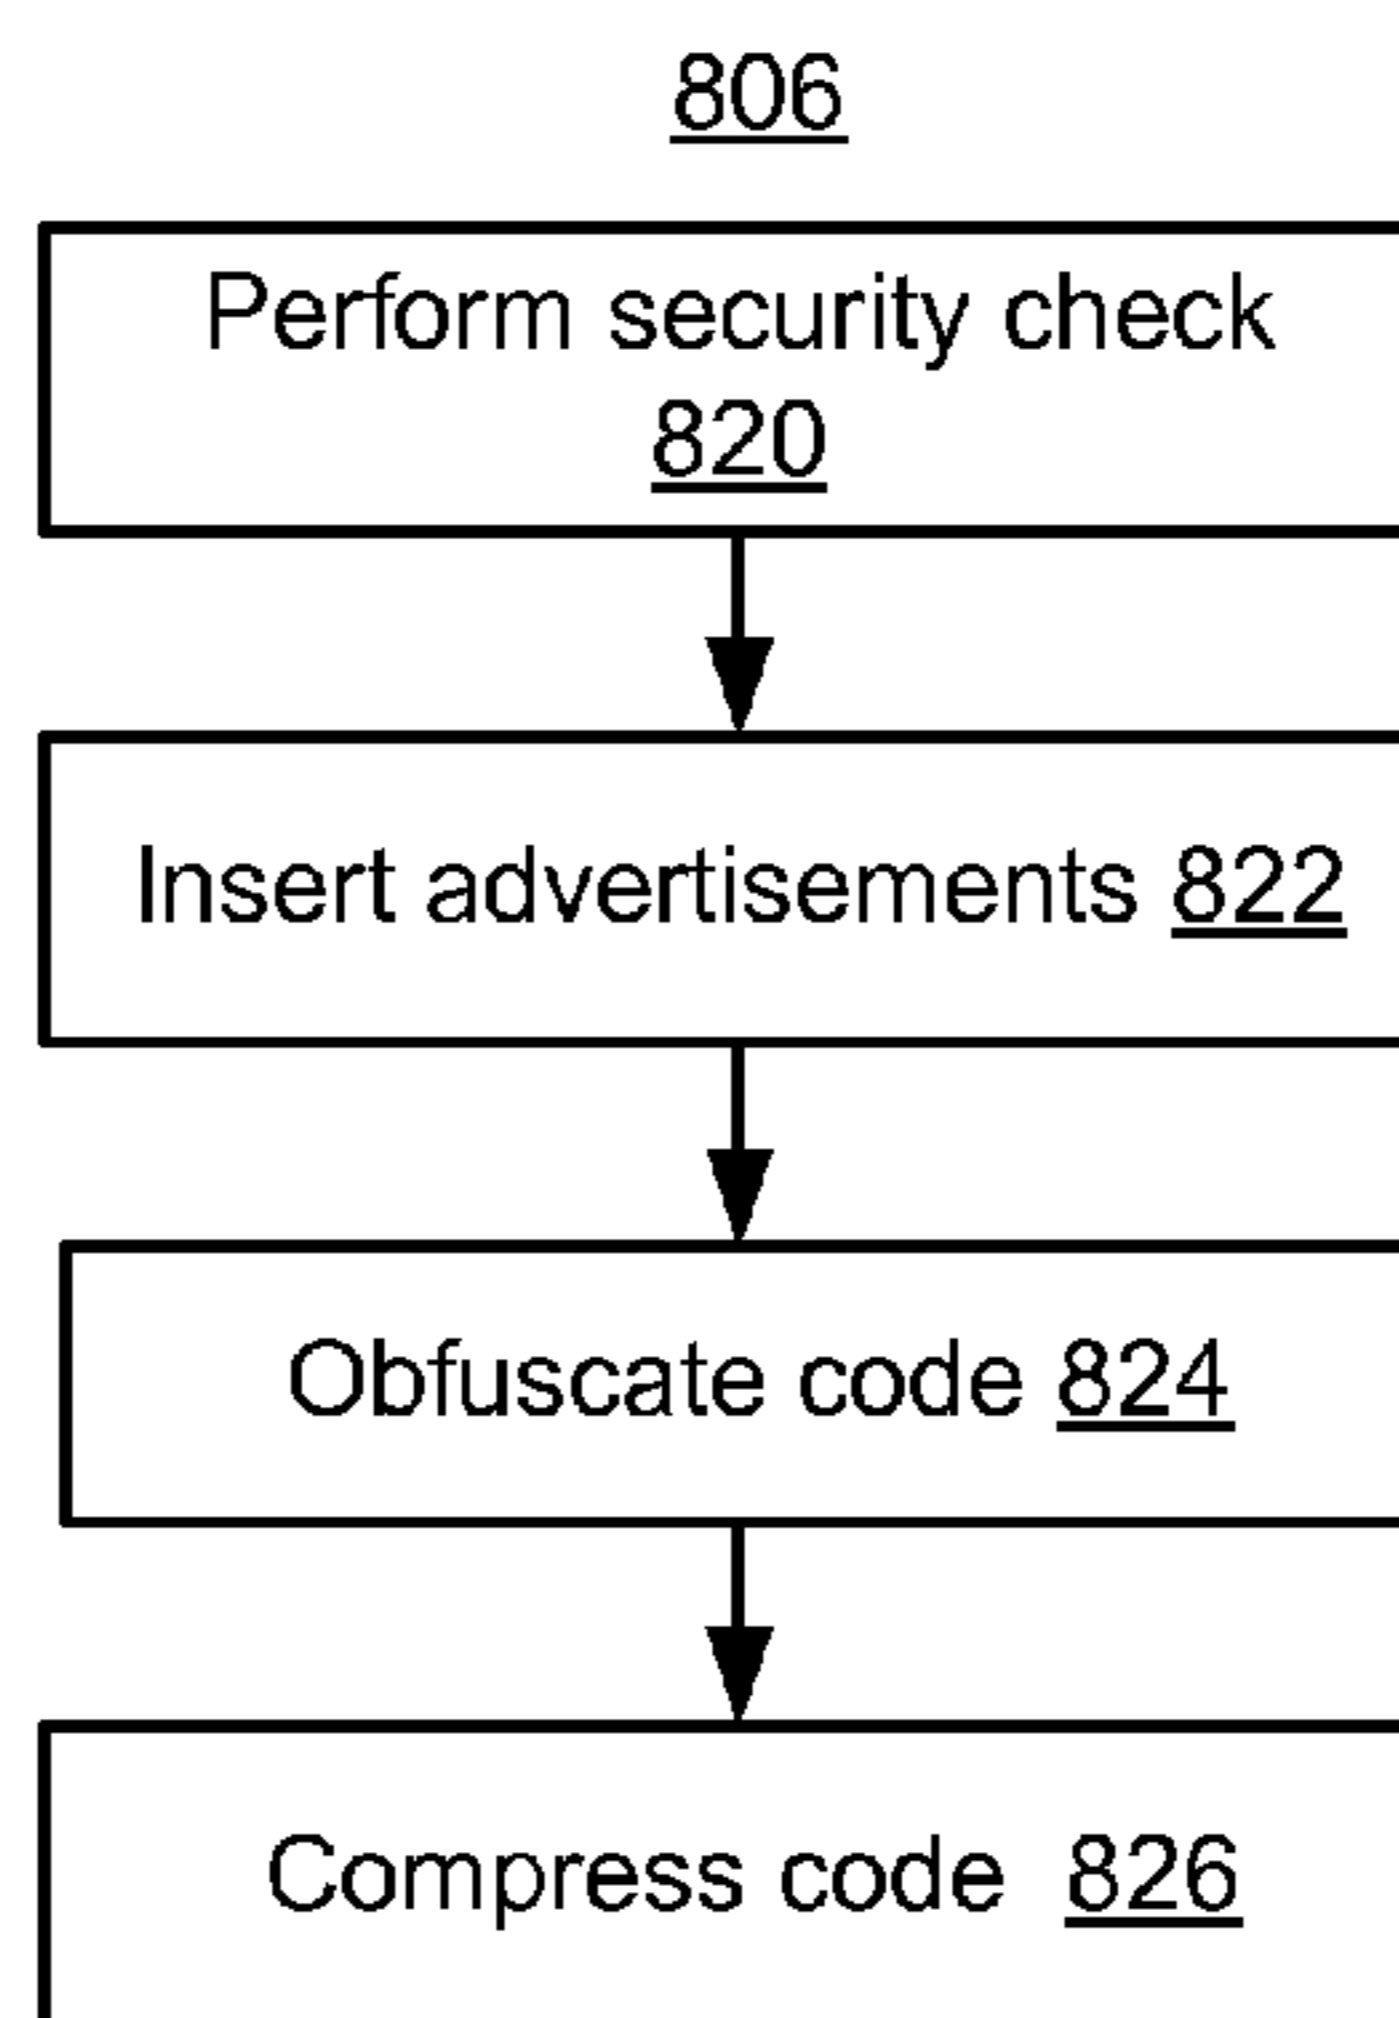 806
Perform security check
820
Insert advertisements 822
Obfuscate code 824
Compress code 826